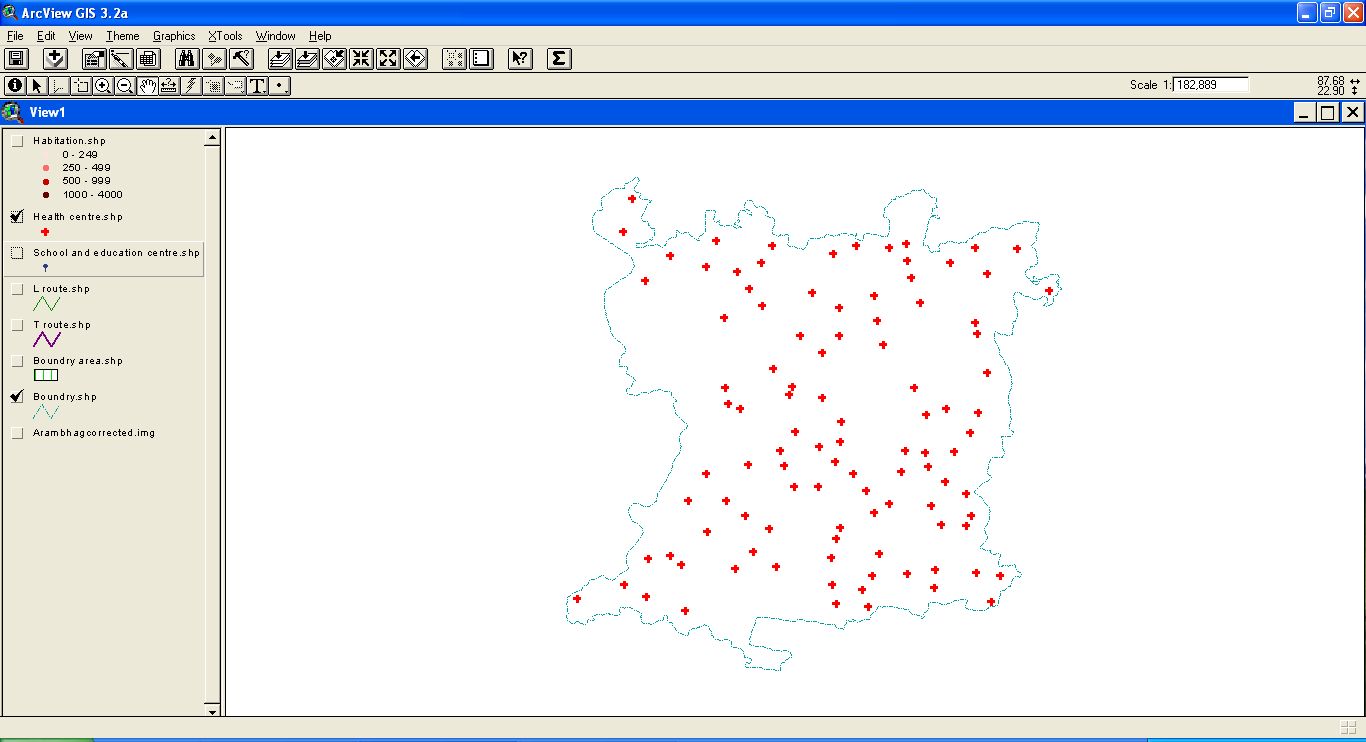 ArcView GIS 3.2a
File Edit View Theme Graphics XTools Window Help
Scale 1: 182,889
87.68
22.90
View1
Habitation.shp
0 - 249
250 - 499
500 - 999
1000 - 4000
Health centre.shp
School and education centre.shp
L route.shp
T route.shp
Boundry area.shp
Boundry.shp
Arambhagcorrected.img